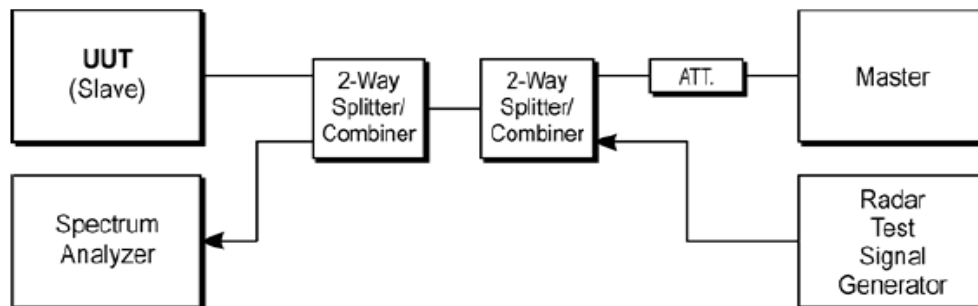 UUT
(Slave)
2-Way
Splitter/
Combiner
2-Way
Splitter/
Combiner
ATT.
Master
Spectrum
Analyzer
Radar
Test
Signal
Generator